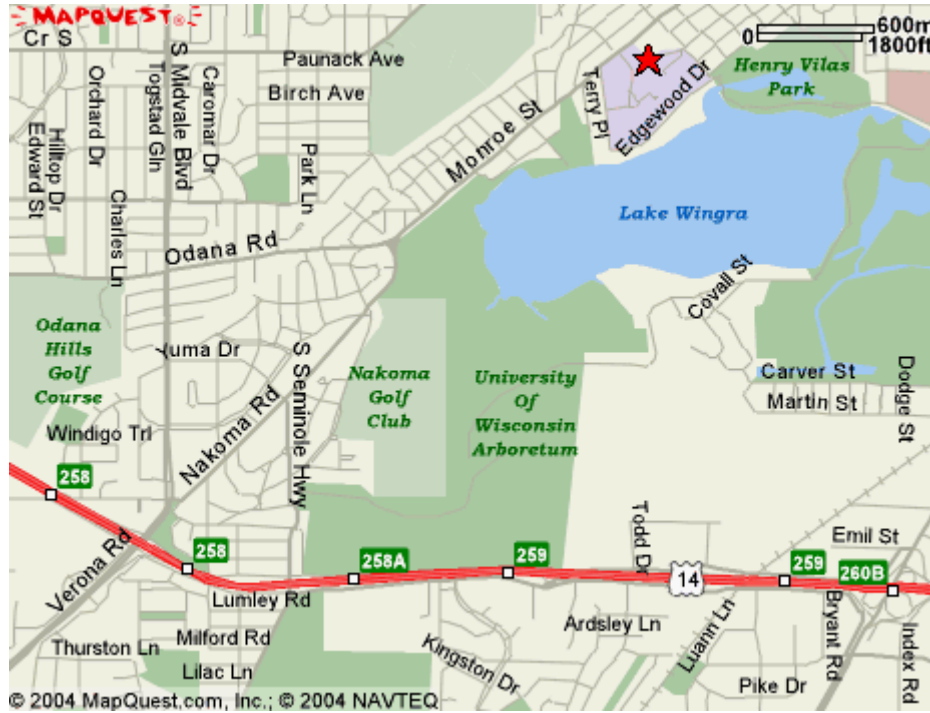 MAPQUEST®
600m
0
1800ft
Cr S
Paunack Ave
Birch Ave
S Midvale Blvd
Togstad Gln
Caromar Dr
Orchard Dr
Hilltop Dr
Edward St
Charles Ln
Park Ln
Monroe St
Terry Pl
Edgewood Dr
Henry Vilas
Park
Lake Wingra
Odana Rd
Covall St
Odana
Hills
Golf
Course
Yuma Dr
S Seminole Hwy
Nakoma
Golf
Club
University
Of
Wisconsin
Arboretum
Carver St
Martin St
Dodge St
Windigo Trl
Nakoma Rd
258
Verona Rd
258
258A
259
Todd Dr
14
259
Emil St
260B
Lumley Rd
Thurston Ln
Milford Rd
Lilac Ln
Kingston Dr
Ardsley Ln
Luann Ln
Bryant Rd
Index Rd
Pike Dr
© 2004 MapQuest.com, Inc.; © 2004 NAVTEQ